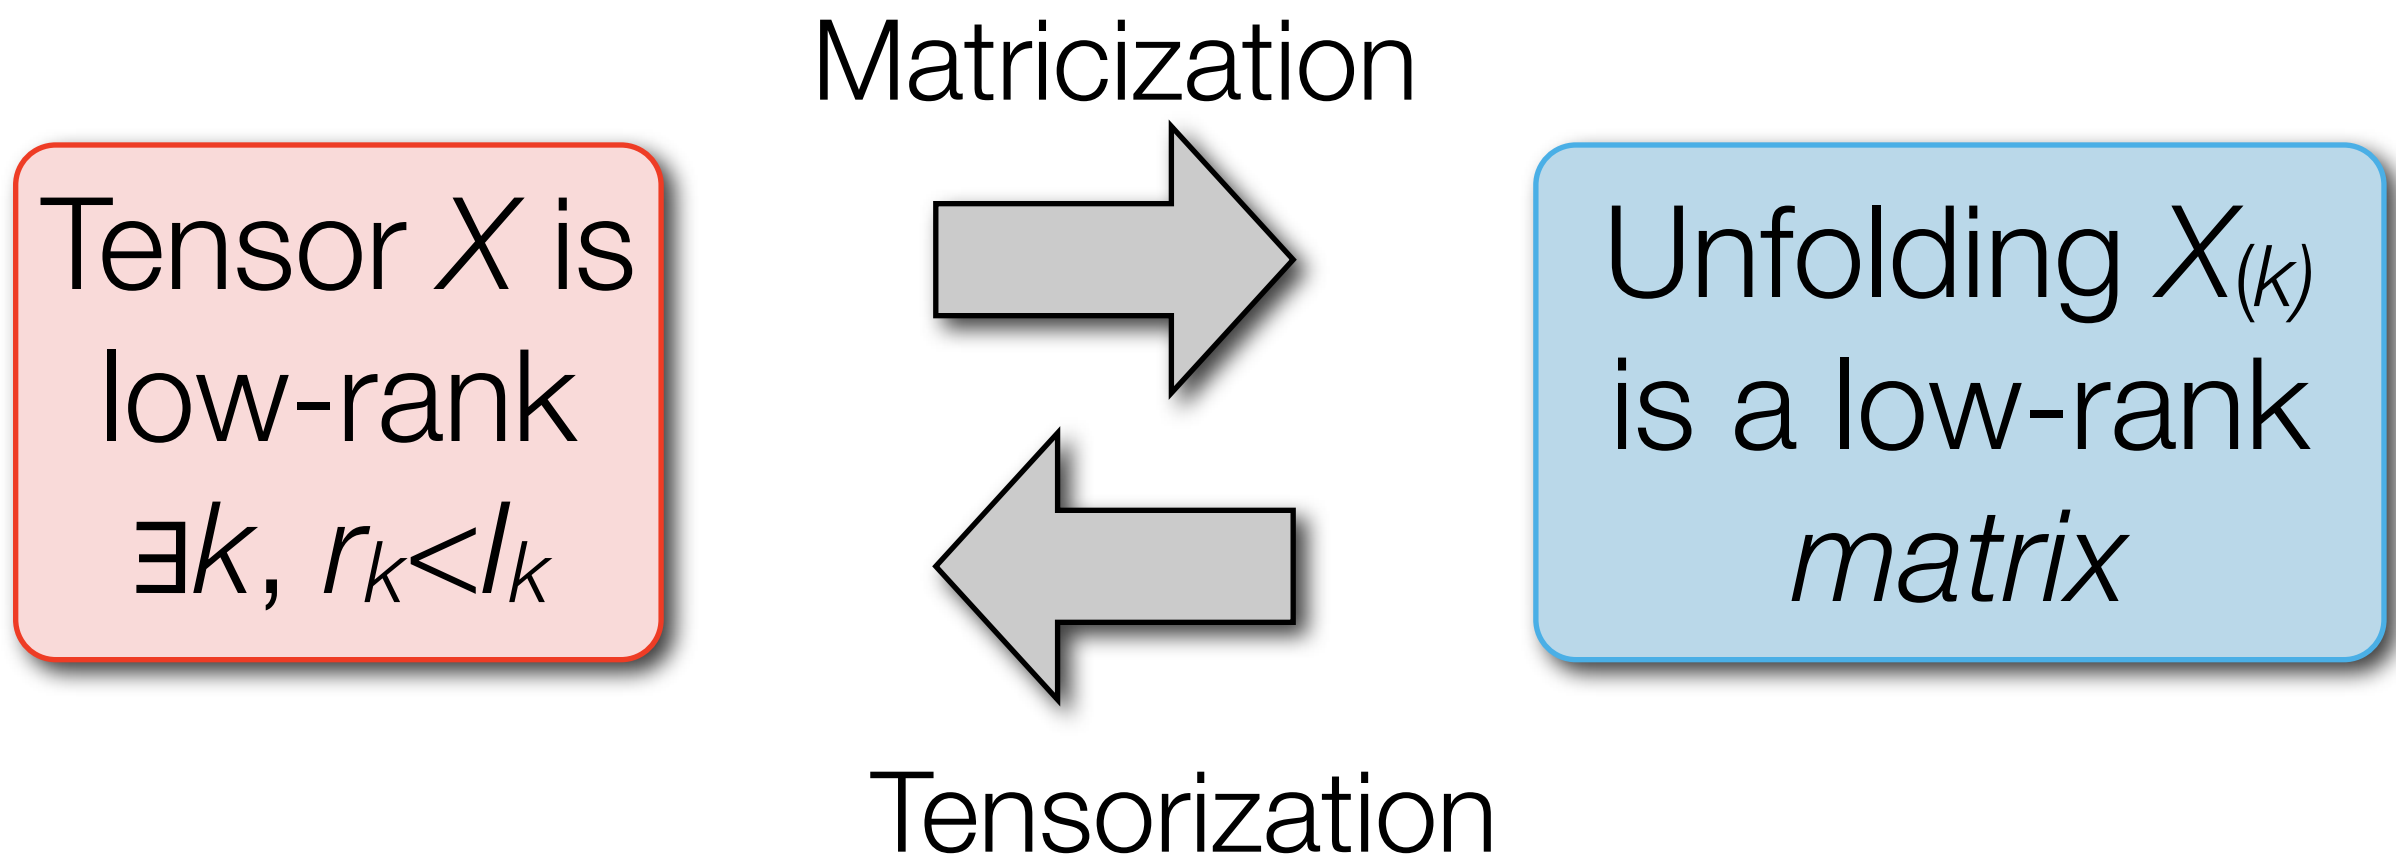 Matricization
Tensor X is
low-rank
∃k, rk<Ik
Unfolding X(k)
is a low-rank
matrix
Tensorization